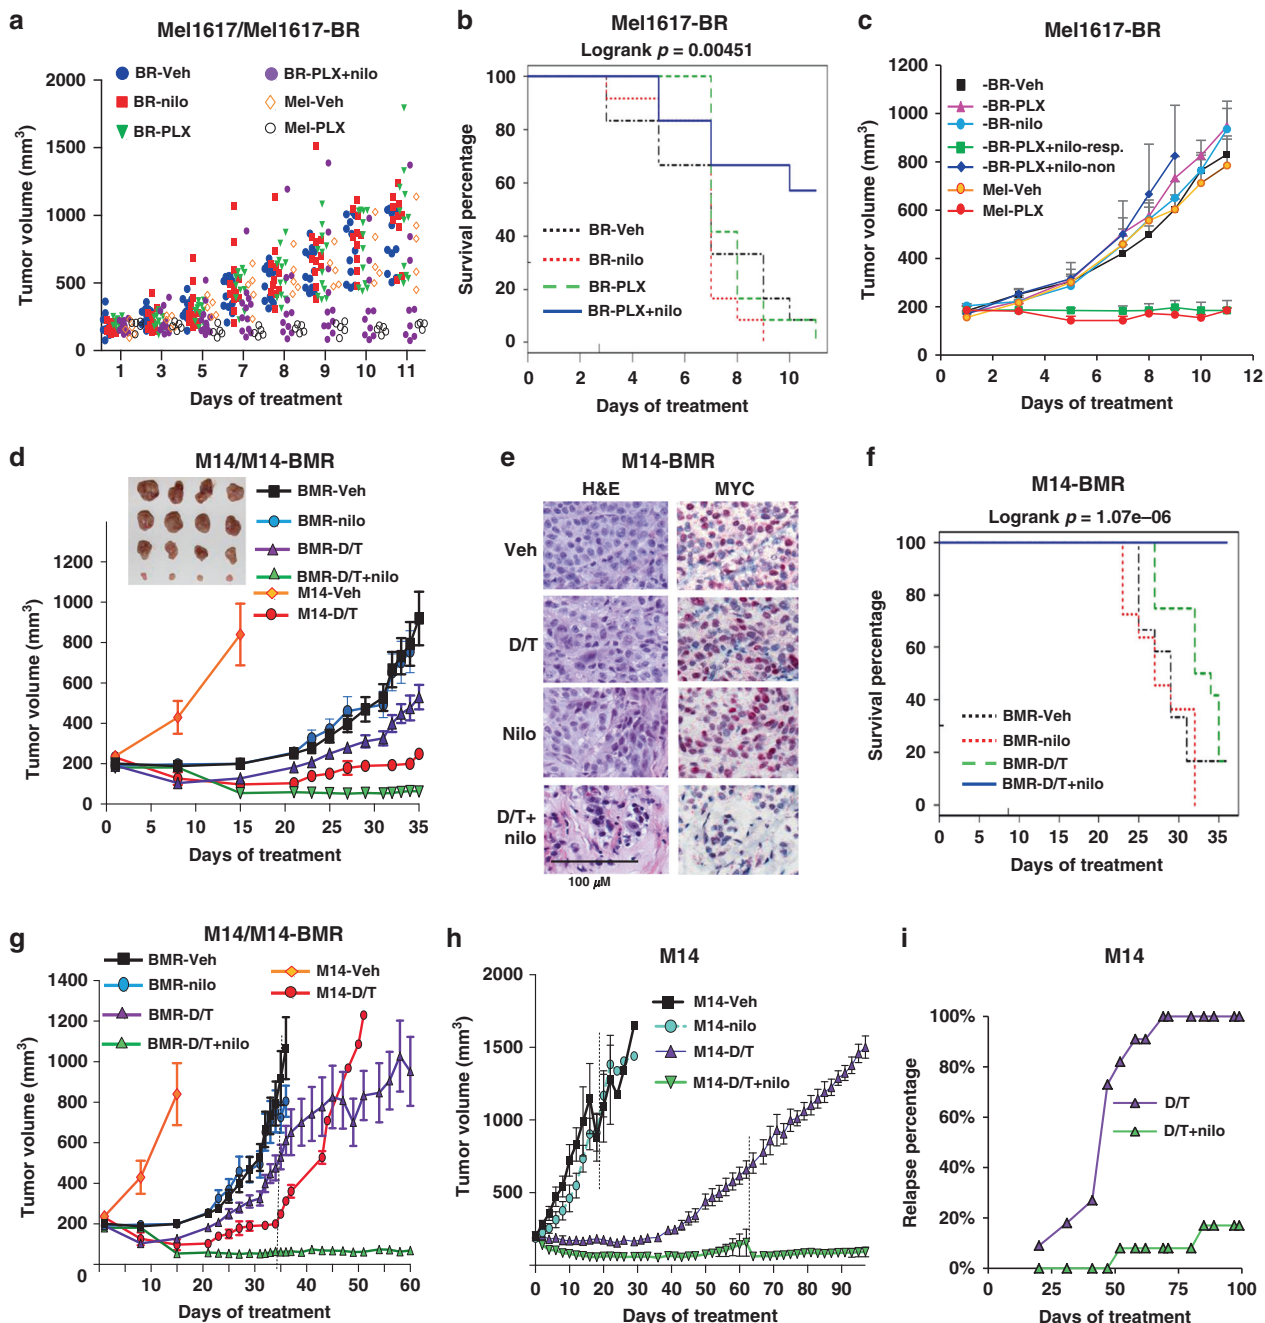 a
Mel1617/Mel1617-BR
BR-Veh
BR-nilo
BR-PLX
BR-PLX+nilo
Mel-Veh
Mel-PLX
Tumor volume (mm³)
2000
1500
1000
500
0
1 3 5 7 8 9 10 11
Days of treatment
b
Mel1617-BR
Logrank p = 0.00451
Survival percentage
100
80
60
40
20
0
BR-Veh
BR-nilo
BR-PLX
BR-PLX+nilo
0 2 4 6 8 10
Days of treatment
c
Mel1617-BR
Tumor volume (mm³)
1200
1000
800
600
400
200
0
-BR-Veh
-BR-PLX
-BR-nilo
-BR-PLX+nilo-resp.
-BR-PLX+nilo-non
Mel-Veh
Mel-PLX
0 2 4 6 8 10 12
Days of treatment
d
M14/M14-BMR
BMR-Veh
BMR-nilo
BMR-D/T
BMR-D/T+nilo
M14-Veh
M14-D/T
Tumor volume (mm³)
1200
1000
800
600
400
200
0
0 5 10 15 20 25 30 35
Days of treatment
e
M14-BMR
H&E MYC
Veh
D/T
Nilo
D/T+
nilo
100 μM
f
M14-BMR
Logrank p = 1.07e–06
Survival percentage
100
80
60
40
20
0
BMR-Veh
BMR-nilo
BMR-D/T
BMR-D/T+nilo
0 5 10 15 20 25 30 35
Days of treatment
g
M14/M14-BMR
BMR-Veh
BMR-nilo
BMR-D/T
BMR-D/T+nilo
M14-Veh
M14-D/T
Tumor volume (mm³)
1400
1200
1000
800
600
400
200
0
0 10 20 30 40 50 60
Days of treatment
h
M14
M14-Veh
M14-nilo
M14-D/T
M14-D/T+nilo
Tumor volume (mm³)
2000
1500
1000
500
0 10 20 30 40 50 60 70 80 90
Days of treatment
i
M14
Relapse percentage
100%
80%
60%
40%
20%
0%
D/T
D/T+nilo
0 25 50 75 100
Days of treatment